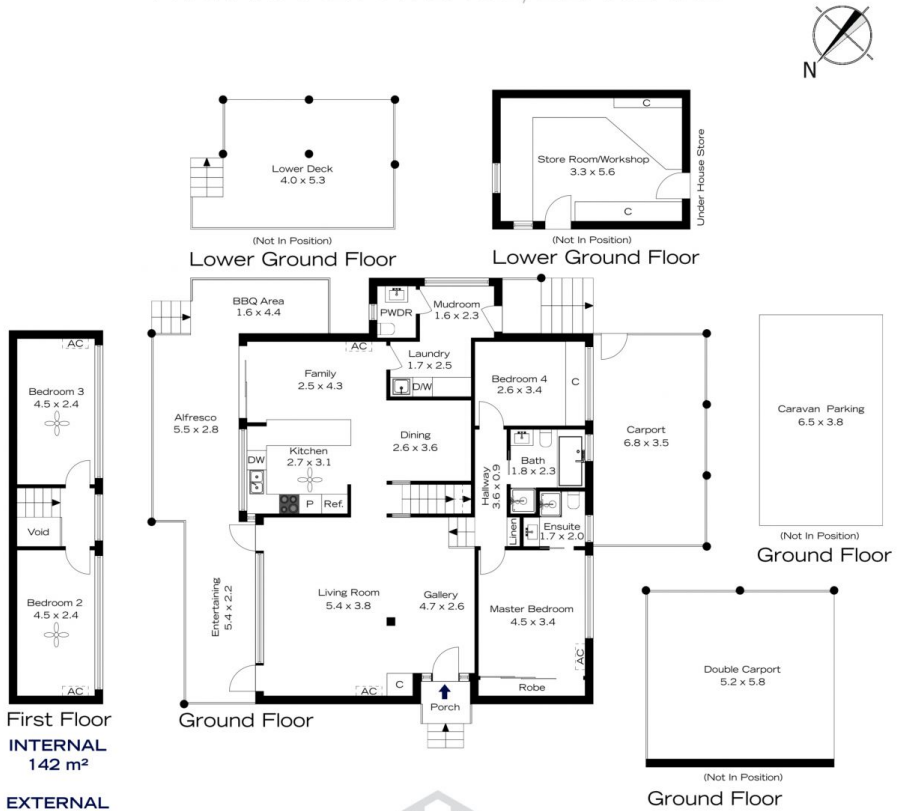 N
Lower Deck
4.0 x 5.3
(Not In Position)
Lower Ground Floor
C
Store Room/Workshop
3.3 x 5.6
C
Under House Store
(Not In Position)
Lower Ground Floor
AC
Bedroom 3
4.5 x 2.4
Void
Bedroom 2
4.5 x 2.4
AC
First Floor
INTERNAL
142 m²
EXTERNAL
BBQ Area
1.6 x 4.4
PWDR
Mudroom
1.6 x 2.3
AC
Laundry
1.7 x 2.5
D/W
Family
2.5 x 4.3
Bedroom 4
2.6 x 3.4
C
Alfresco
5.5 x 2.8
Dining
2.6 x 3.6
Kitchen
2.7 x 3.1
DW
P
Ref.
Hallway
3.6 x 0.9
Bath
1.8 x 2.3
Linen
Ensuite
1.7 x 2.0
Carport
6.8 x 3.5
Entertaining
5.4 x 2.2
Living Room
5.4 x 3.8
Gallery
4.7 x 2.6
Master Bedroom
4.5 x 3.4
AC
AC
C
Robe
Porch
Ground Floor
Caravan Parking
6.5 x 3.8
(Not In Position)
Ground Floor
Double Carport
5.2 x 5.8
(Not In Position)
Ground Floor